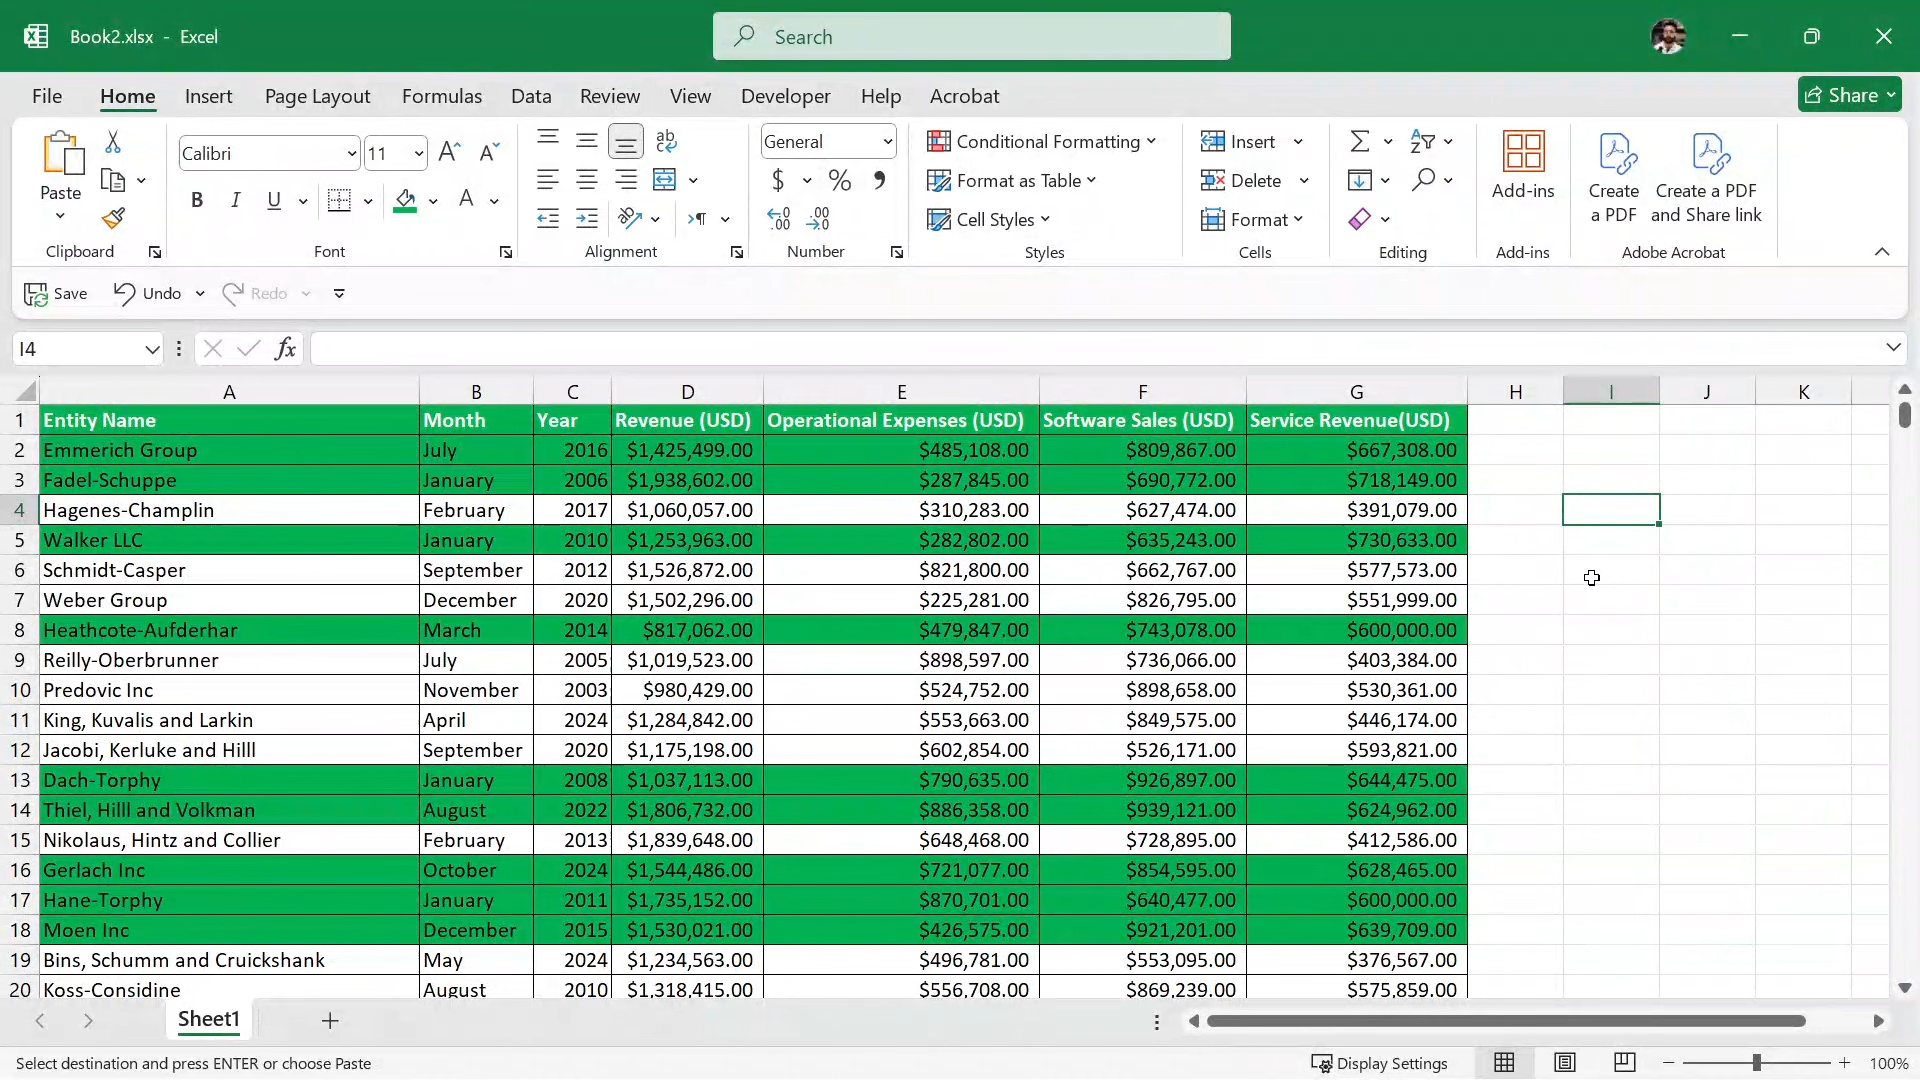 Book2.xlsx - Excel
Search
File Home Insert Page Layout Formulas Data Review View Developer Help Acrobat Share
Paste
Clipboard
Calibri 11
B I U A
Font
ab
Alignment
General
$ % 9
Number
Conditional Formatting
Format as Table
Cell Styles
Styles
Insert
Delete
Format
Cells
Editing
Add-ins
Add-ins
Create a PDF
Create a PDF and Share link
Adobe Acrobat
Save Undo Redo
I4 fx
A B C D E F G H I J K
1 Entity Name Month Year Revenue (USD) Operational Expenses (USD) Software Sales (USD) Service Revenue(USD)
2 Emmerich Group July 2016 $1,425,499.00 $485,108.00 $809,867.00 $667,308.00
3 Fadel-Schuppe January 2006 $1,938,602.00 $287,845.00 $690,772.00 $718,149.00
4 Hagenes-Champlin February 2017 $1,060,057.00 $310,283.00 $627,474.00 $391,079.00
5 Walker LLC January 2010 $1,253,963.00 $282,802.00 $635,243.00 $730,633.00
6 Schmidt-Casper September 2012 $1,526,872.00 $821,800.00 $662,767.00 $577,573.00
7 Weber Group December 2020 $1,502,296.00 $225,281.00 $826,795.00 $551,999.00
8 Heathcote-Aufderhar March 2014 $817,062.00 $479,847.00 $743,078.00 $600,000.00
9 Reilly-Oberbrunner July 2005 $1,019,523.00 $898,597.00 $736,066.00 $403,384.00
10 Predovic Inc November 2003 $980,429.00 $524,752.00 $898,658.00 $530,361.00
11 King, Kuvalis and Larkin April 2024 $1,284,842.00 $553,663.00 $849,575.00 $446,174.00
12 Jacobi, Kerluke and Hilll September 2020 $1,175,198.00 $602,854.00 $526,171.00 $593,821.00
13 Dach-Torphy January 2008 $1,037,113.00 $790,635.00 $926,897.00 $644,475.00
14 Thiel, Hilll and Volkman August 2022 $1,806,732.00 $886,358.00 $939,121.00 $624,962.00
15 Nikolaus, Hintz and Collier February 2013 $1,839,648.00 $648,468.00 $728,895.00 $412,586.00
16 Gerlach Inc October 2024 $1,544,486.00 $721,077.00 $854,595.00 $628,465.00
17 Hane-Torphy January 2011 $1,735,152.00 $870,701.00 $640,477.00 $600,000.00
18 Moen Inc December 2015 $1,530,021.00 $426,575.00 $921,201.00 $639,709.00
19 Bins, Schumm and Cruickshank May 2024 $1,234,563.00 $496,781.00 $553,095.00 $376,567.00
20 Koss-Considine August 2010 $1,318,415.00 $556,708.00 $869,239.00 $575,859.00
Sheet1
Select destination and press ENTER or choose Paste Display Settings 100%